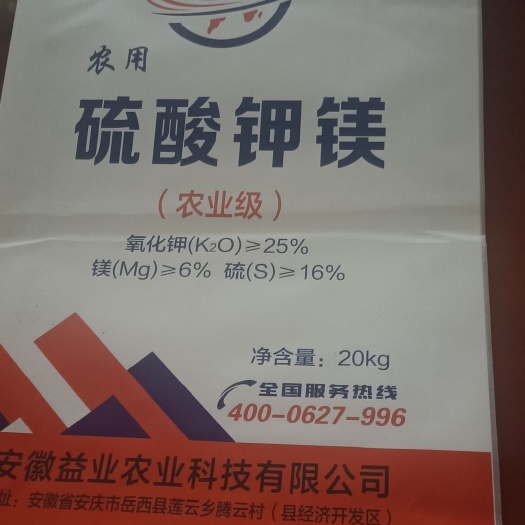 农用
硫酸钾镁
（农业级）
氧化钾(K₂O)≥25%
镁(Mg)≥6% 硫(S)≥16%
净含量：20kg
全国服务热线
400-0627-996
安徽益业农业科技有限公司
址：安徽省安庆市岳西县莲云乡腾云村（县经济开发区）